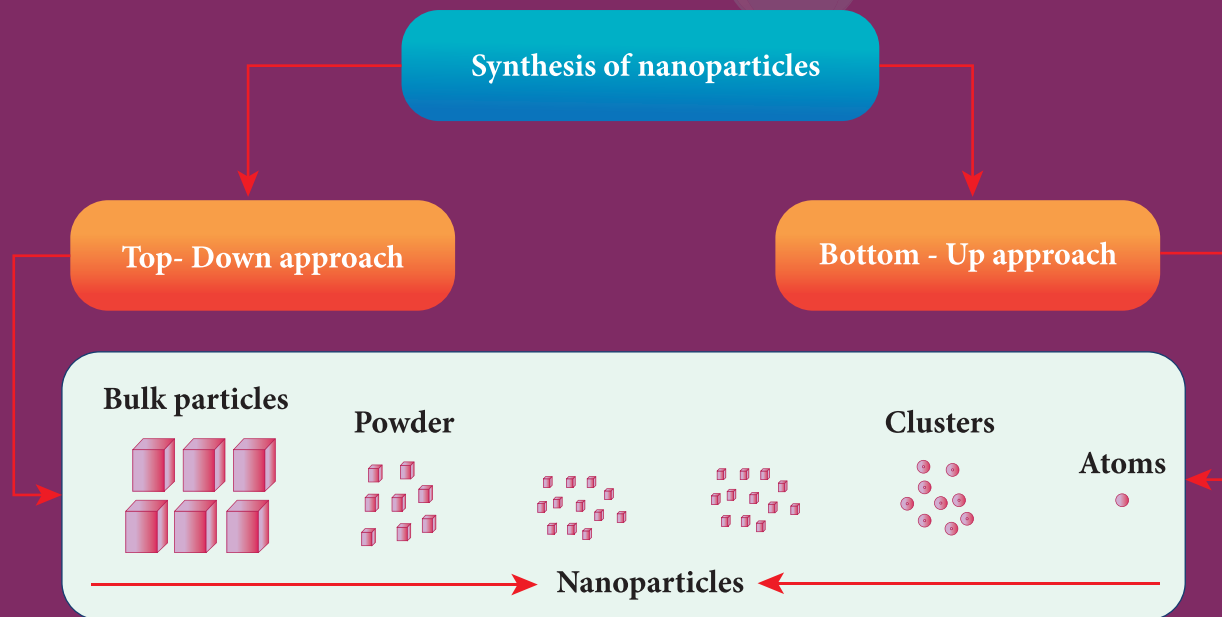 Synthesis of nanoparticles
Top- Down approach
Bottom - Up approach
Bulk particles
Powder
Clusters
Atoms
Nanoparticles